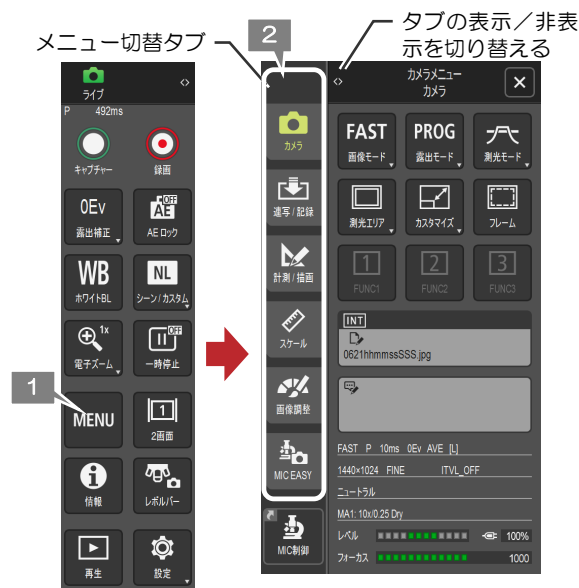 メニュー切替タブ
2
タブの表示／非表
示を切り替える
ライブ
P 492ms
キャプチャー
録画
0Ev
露出補正
OFF
AE
AE ロック
WB
ホワイトBL
NL
シーン/カスタム
1x
電子ズーム
OFF
一時停止
1
MENU
1
2画面
情報
レボルバー
再生
設定
カメラ
連写/記録
計測/描画
スケール
画像調整
MIC EASY
MIC制御
カメラメニュー
カメラ
FAST
画像モード
PROG
露出モード
測光モード
測光エリア
カスタマイズ
フレーム
1
FUNC1
2
FUNC2
3
FUNC3
INT
0621hhmmssSSS.jpg
FAST P 10ms 0Ev AVE [L]
1440×1024 FINE ITVL_OFF
ニュートラル
MA1: 10x/0.25 Dry
レベル 100%
フォーカス 1000